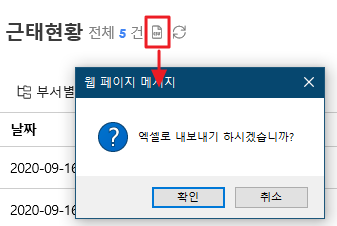 근태현황 전체 5 건
부서별
날짜
2020-09-16
2020-09-16
웹 페이지 메시지
엑셀로 내보내기 하시겠습니까?
확인 취소